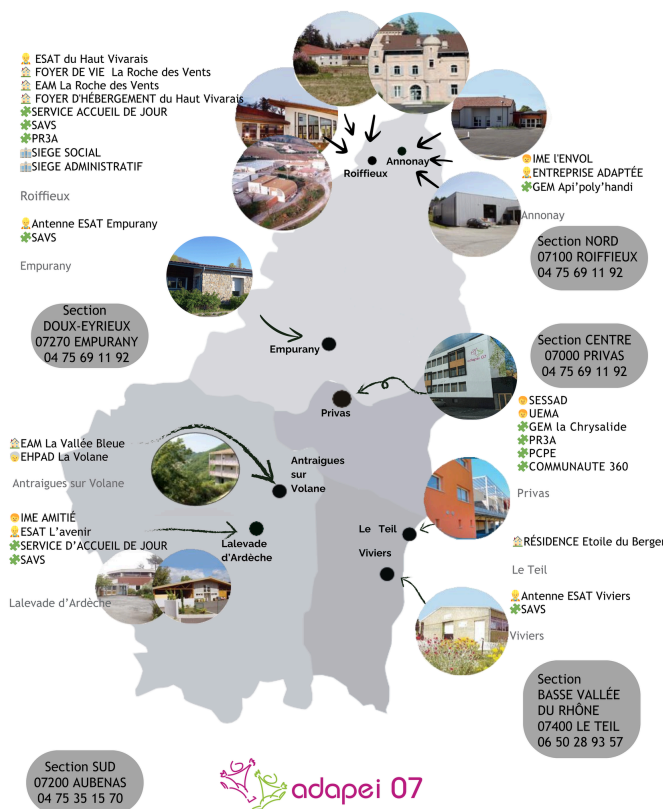 ESAT du Haut Vivarais
FOYER DE VIE La Roche des Vents
EAM La Roche des Vents
FOYER D'HÉBERGEMENT du Haut Vivarais
SERVICE ACCUEIL DE JOUR
SAVS
PR3A
SIEGE SOCIAL
SIEGE ADMINISTRATIF
Roiffieux
Roiffieux
Annonay
IME l'ENVOL
ENTREPRISE ADAPTÉE
GEM Api'poly'handi
Annonay
Antenne ESAT Empurany
SAVS
Empurany
Section NORD
07100 ROIFFIEUX
04 75 69 11 92
Section
DOUX-EYRIEUX
07270 EMPURANY
04 75 69 11 92
Empurany
Section CENTRE
07000 PRIVAS
04 75 69 11 92
Privas
SESSAD
UEMA
GEM la Chrysalide
PR3A
PCPE
COMMUNAUTE 360
Privas
EAM La Vallée Bleue
EHPAD La Volane
Antraigues sur Volane
Antraigues
sur
Volane
IME AMITIÉ
ESAT L'avenir
SERVICE D'ACCUEIL DE JOUR
SAVS
Lalevade d'Ardèche
Lalevade
d'Ardèche
Le Teil
Viviers
RÉSIDENCE Etoile du Berger
Le Teil
Antenne ESAT Viviers
SAVS
Viviers
Section
BASSE VALLÉE
DU RHÔNE
07400 LE TEIL
06 50 28 93 57
Section SUD
07200 AUBENAS
04 75 35 15 70
adapei 07